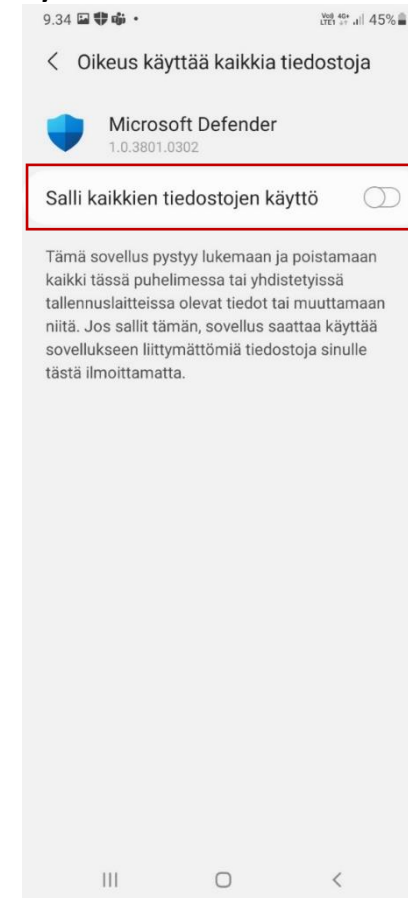 9.34
45%
Oikeus käyttää kaikkia tiedostoja
Microsoft Defender
1.0.3801.0302
Salli kaikkien tiedostojen käyttö
Tämä sovellus pystyy lukemaan ja poistamaan
kaikki tässä puhelimessa tai yhdistetyissä
tallennuslaitteissa olevat tiedot tai muuttamaan
niitä. Jos sallit tämän, sovellus saattaa käyttää
sovellukseen liittymättömiä tiedostoja sinulle
tästä ilmoittamatta.